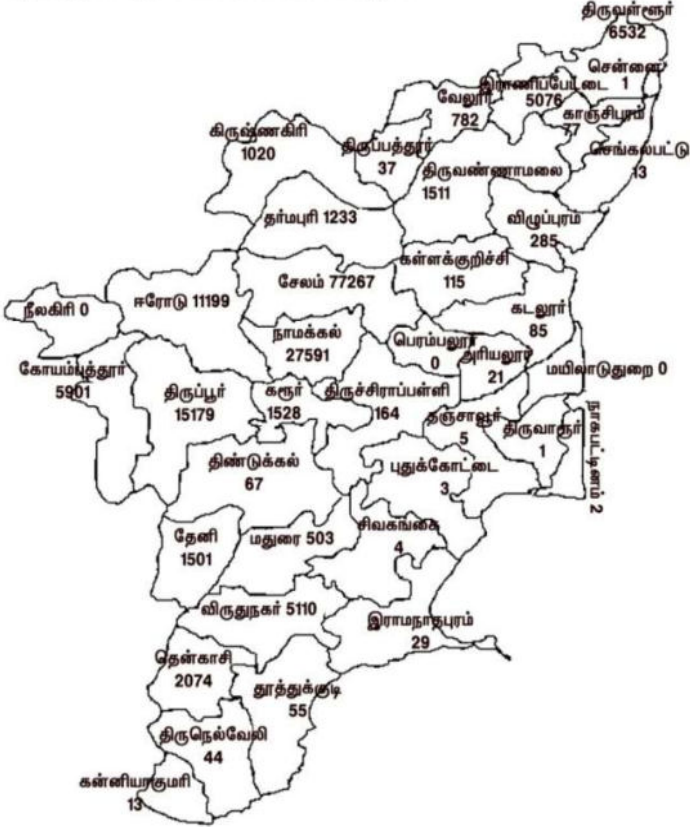 திருவள்ளூர்
6532
சென்னை
1
இராணிப்பேட்டை
5076
வேலூர்
782
காஞ்சிபுரம்
77
கிருஷ்ணகிரி
1020
திருப்பத்தூர்
37
திருவண்ணாமலை
1511
செங்கல்பட்டு
13
தர்மபுரி 1233
விழுப்புரம்
285
கள்ளக்குறிச்சி
115
சேலம் 77267
ஈரோடு 11199
நீலகிரி 0
கடலூர்
85
நாமக்கல்
27591
பெரம்பலூர்
0
அரியலூர்
21
மயிலாடுதுறை 0
கோயம்புத்தூர்
5901
திருப்பூர்
15179
கரூர்
1528
திருச்சிராப்பள்ளி
164
தஞ்சாவூர்
5
திருவாரூர்
1
நாகபட்டினம் 2
திண்டுக்கல்
67
புதுக்கோட்டை
3
தேனி
1501
மதுரை 503
சிவகங்கை
4
விருதுநகர் 5110
இராமநாதபுரம்
29
தென்காசி
2074
தூத்துக்குடி
55
திருநெல்வேலி
44
கன்னியாகுமரி
13